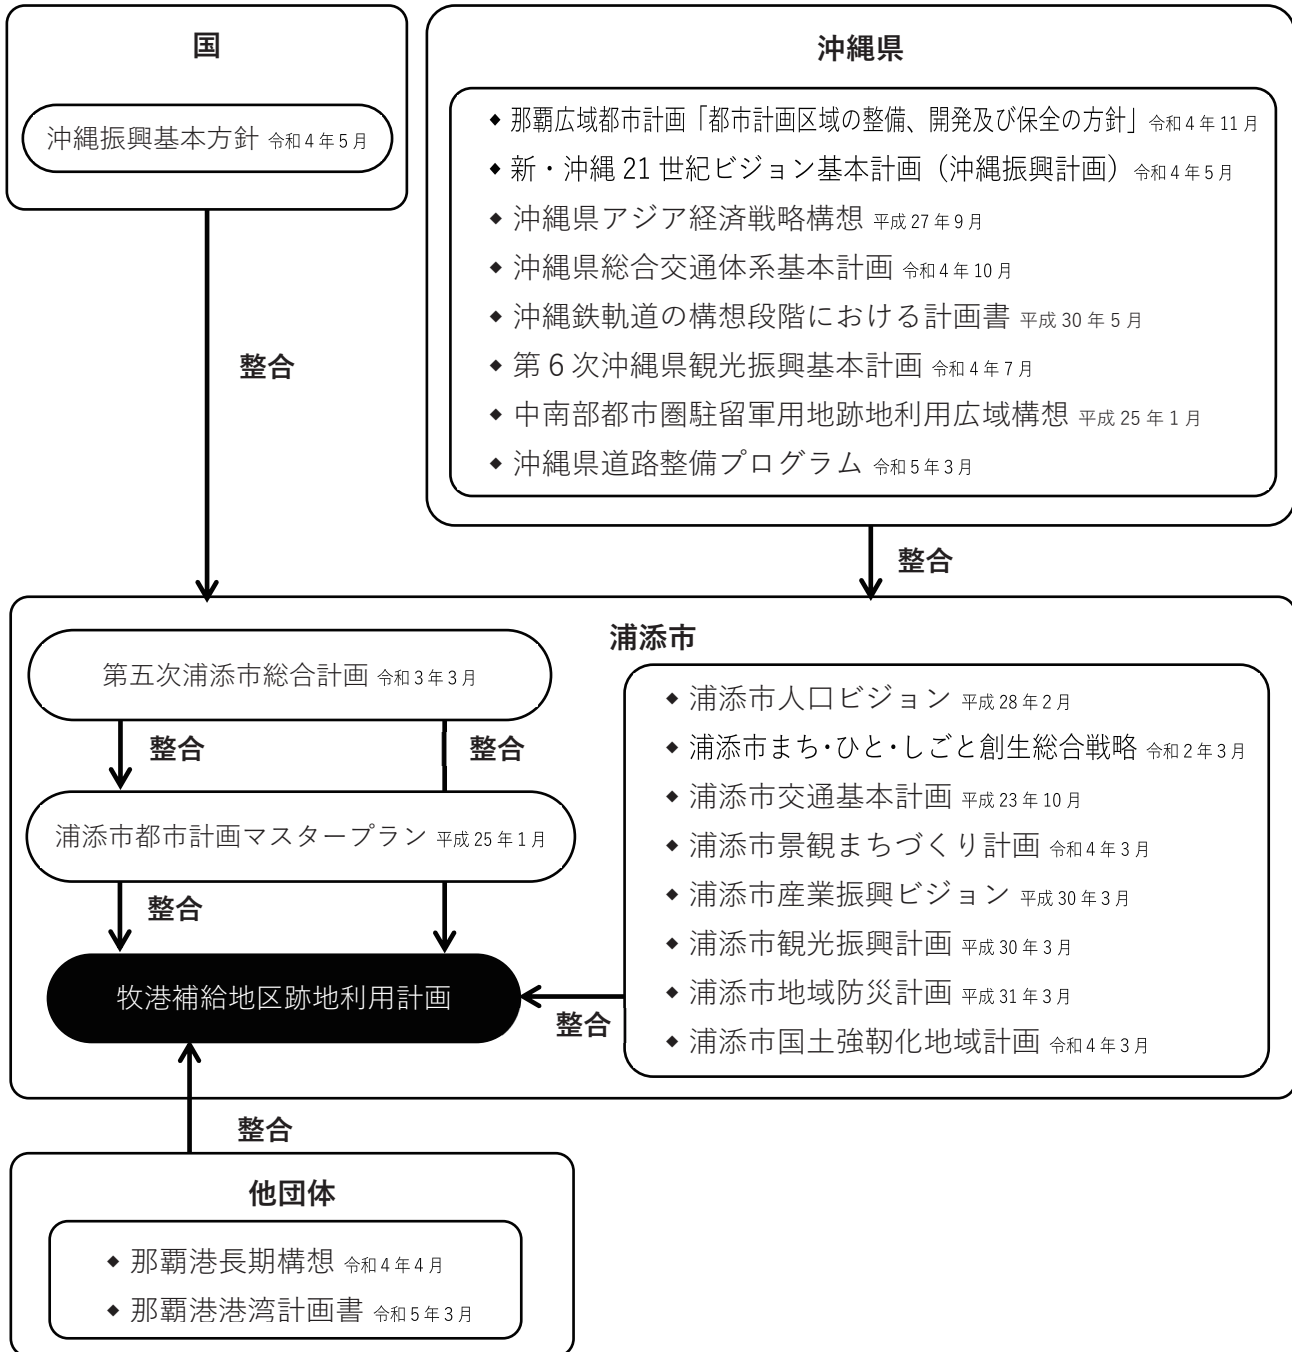 国
沖縄振興基本方針 令和4年5月
沖縄県
◆ 那覇広域都市計画「都市計画区域の整備、開発及び保全の方針」 令和4年11月
◆ 新・沖縄21世紀ビジョン基本計画（沖縄振興計画） 令和4年5月
◆ 沖縄県アジア経済戦略構想 平成27年9月
◆ 沖縄県総合交通体系基本計画 令和4年10月
◆ 沖縄鉄軌道の構想段階における計画書 平成30年5月
◆ 第6次沖縄県観光振興基本計画 令和4年7月
◆ 中南部都市圏駐留軍用地跡地利用広域構想 平成25年1月
◆ 沖縄県道路整備プログラム 令和5年3月
整合
整合
浦添市
第五次浦添市総合計画 令和3年3月
整合
整合
浦添市都市計画マスタープラン 平成25年1月
整合
牧港補給地区跡地利用計画
◆ 浦添市人口ビジョン 平成28年2月
◆ 浦添市まち・ひと・しごと創生総合戦略 令和2年3月
◆ 浦添市交通基本計画 平成23年10月
◆ 浦添市景観まちづくり計画 令和4年3月
◆ 浦添市産業振興ビジョン 平成30年3月
◆ 浦添市観光振興計画 平成30年3月
◆ 浦添市地域防災計画 平成31年3月
◆ 浦添市国土強靭化地域計画 令和4年3月
整合
整合
他団体
◆ 那覇港長期構想 令和4年4月
◆ 那覇港港湾計画書 令和5年3月